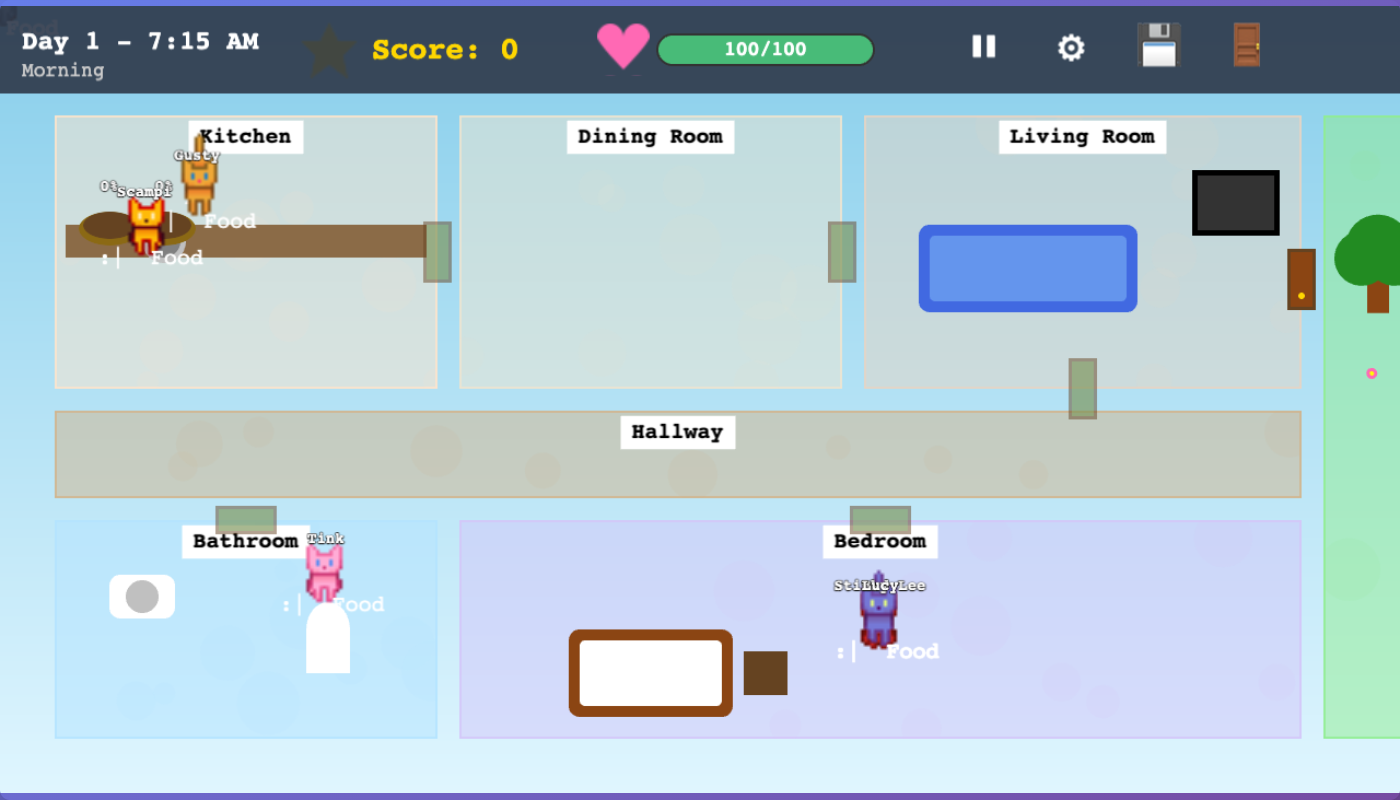 Day 1 - 7:15 AM
Morning
Score: 0
100/100
Kitchen
Dining Room
Living Room
Gusty
Scampi
Food
:| Food
Hallway
Bathroom
Tink
Bedroom
:| Food
LucyLee
:| Food